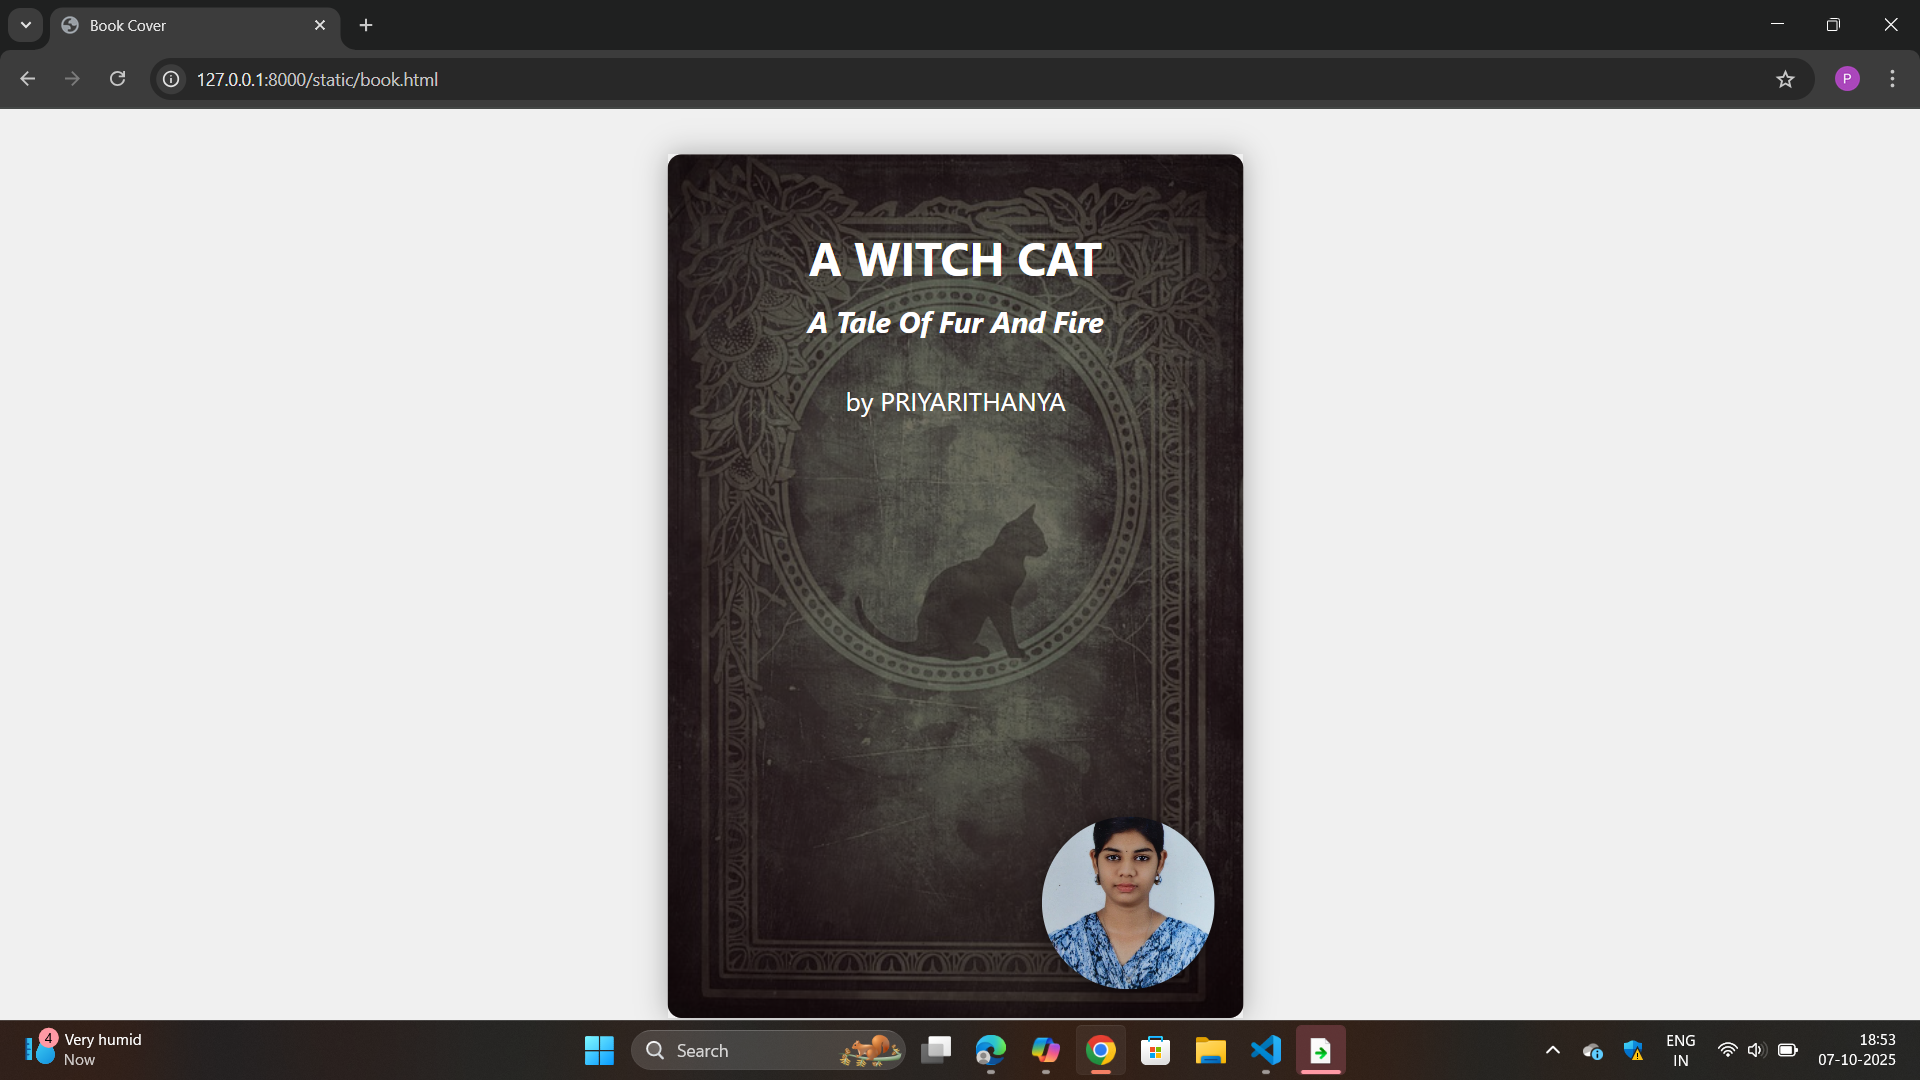 Book Cover
127.0.0.1:8000/static/book.html
P
A WITCH CAT
A Tale Of Fur And Fire
by PRIYARITHANYA
4
Very humid
Now
Search
ENG
IN
18:53
07-10-2025